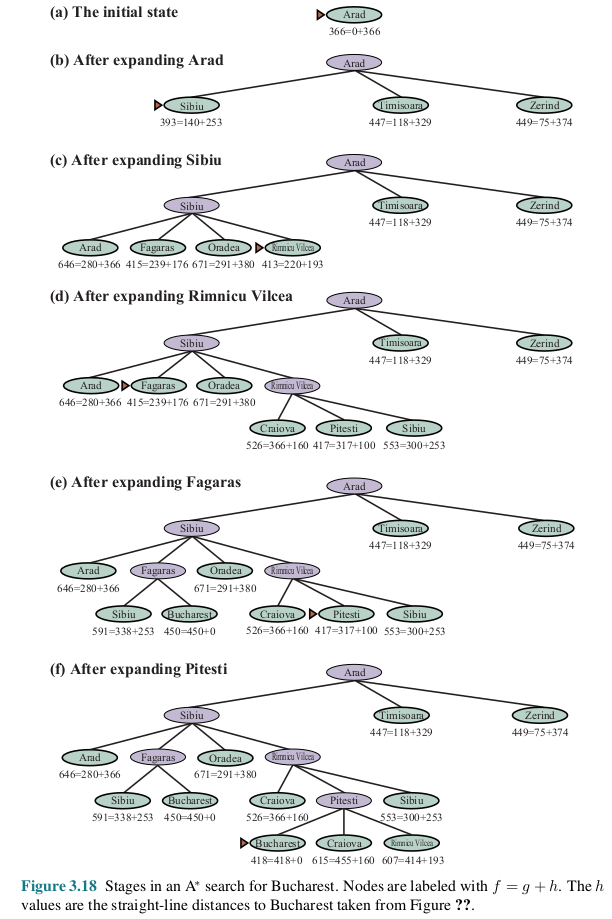 (a) The initial state
Arad
366=0+366
(b) After expanding Arad
Arad
Sibiu Timisoara Zerind
393=140+253 447=118+329 449=75+374
(c) After expanding Sibiu
Arad
Sibiu Timisoara Zerind
447=118+329 449=75+374
Arad Fagaras Oradea Rimnicu Vilcea
646=280+366 415=239+176 671=291+380 413=220+193
(d) After expanding Rimnicu Vilcea
Arad
Sibiu Timisoara Zerind
447=118+329 449=75+374
Arad Fagaras Oradea Rimnicu Vilcea
646=280+366 415=239+176 671=291+380
Craiova Pitesti Sibiu
526=366+160 417=317+100 553=300+253
(e) After expanding Fagaras
Arad
Sibiu Timisoara Zerind
447=118+329 449=75+374
Arad Fagaras Oradea Rimnicu Vilcea
646=280+366 671=291+380
Sibiu Bucharest Craiova Pitesti Sibiu
591=338+253 450=450+0 526=366+160 417=317+100 553=300+253
(f) After expanding Pitesti
Arad
Sibiu Timisoara Zerind
447=118+329 449=75+374
Arad Fagaras Oradea Rimnicu Vilcea
646=280+366 671=291+380
Sibiu Bucharest Craiova Pitesti Sibiu
591=338+253 450=450+0 526=366+160 553=300+253
Bucharest Craiova Rimnicu Vilcea
418=418+0 615=455+160 607=414+193
Figure 3.18 Stages in an A* search for Bucharest. Nodes are labeled with f = g + h. The h
values are the straight-line distances to Bucharest taken from Figure ??.